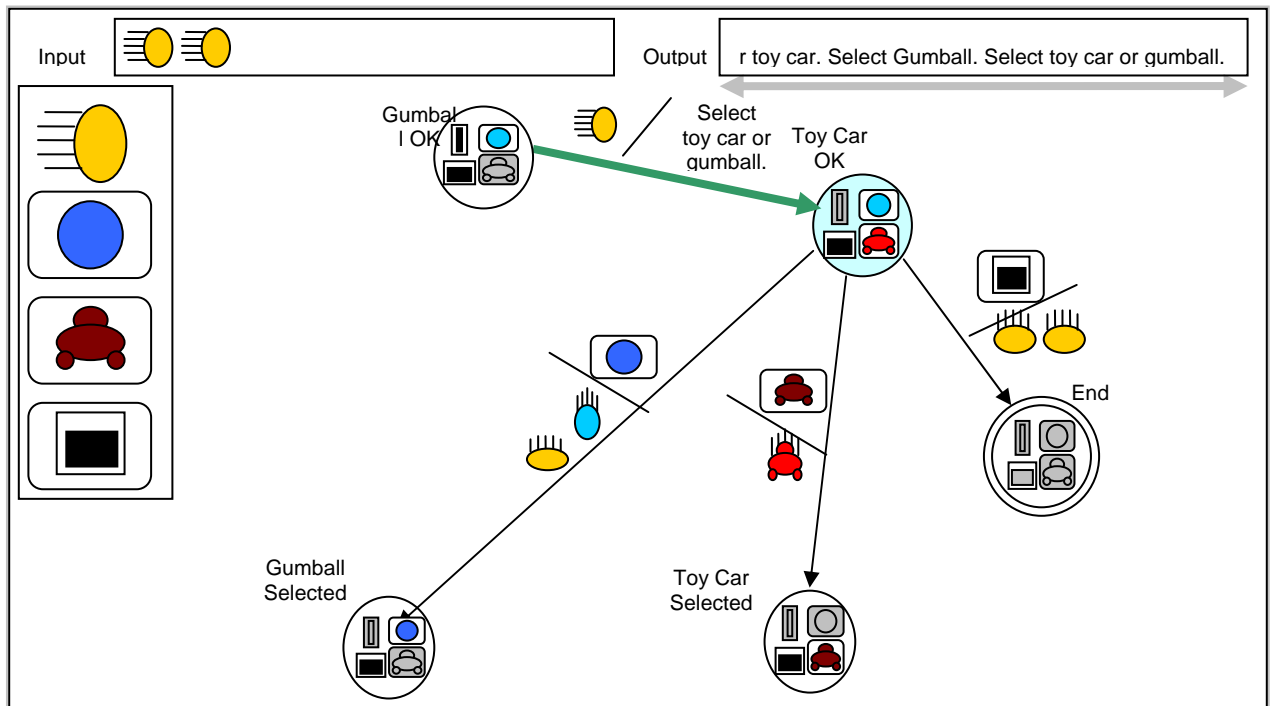 Input
Output
r toy car. Select Gumball. Select toy car or gumball.
Gumbal
l OK
Select
toy car or
gumball.
Toy Car
OK
End
Gumball
Selected
Toy Car
Selected